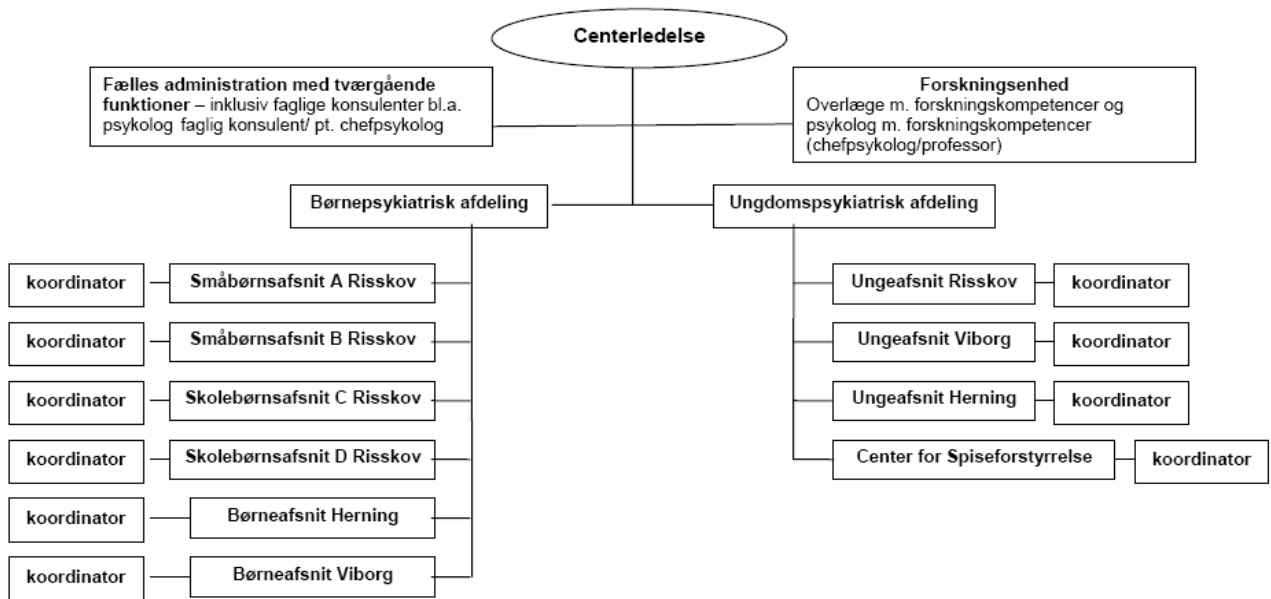 Centerledelse
Fælles administration med tværgående
funktioner – inklusiv faglige konsulenter bl.a.
psykolog faglig konsulent/ pt. chefpsykolog
Forskningsenhed
Overlæge m. forskningskompetencer og
psykolog m. forskningskompetencer
(chefpsykolog/professor)
Børnepsykiatrisk afdeling
Ungdomspsykiatrisk afdeling
koordinator
Småbørnsafsnit A Risskov
koordinator
Småbørnsafsnit B Risskov
koordinator
Skolebørnsafsnit C Risskov
koordinator
Skolebørnsafsnit D Risskov
koordinator
Børneafsnit Herning
koordinator
Børneafsnit Viborg
Ungeafsnit Risskov
koordinator
Ungeafsnit Viborg
koordinator
Ungeafsnit Herning
koordinator
Center for Spiseforstyrrelse
koordinator